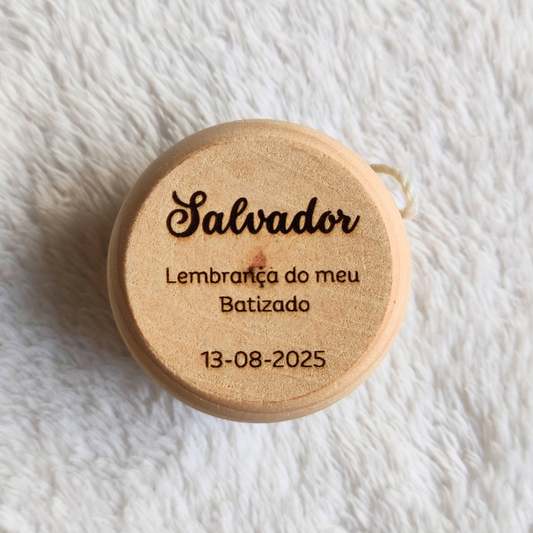 Salvador
Lembrança do meu
Batizado
13-08-2025